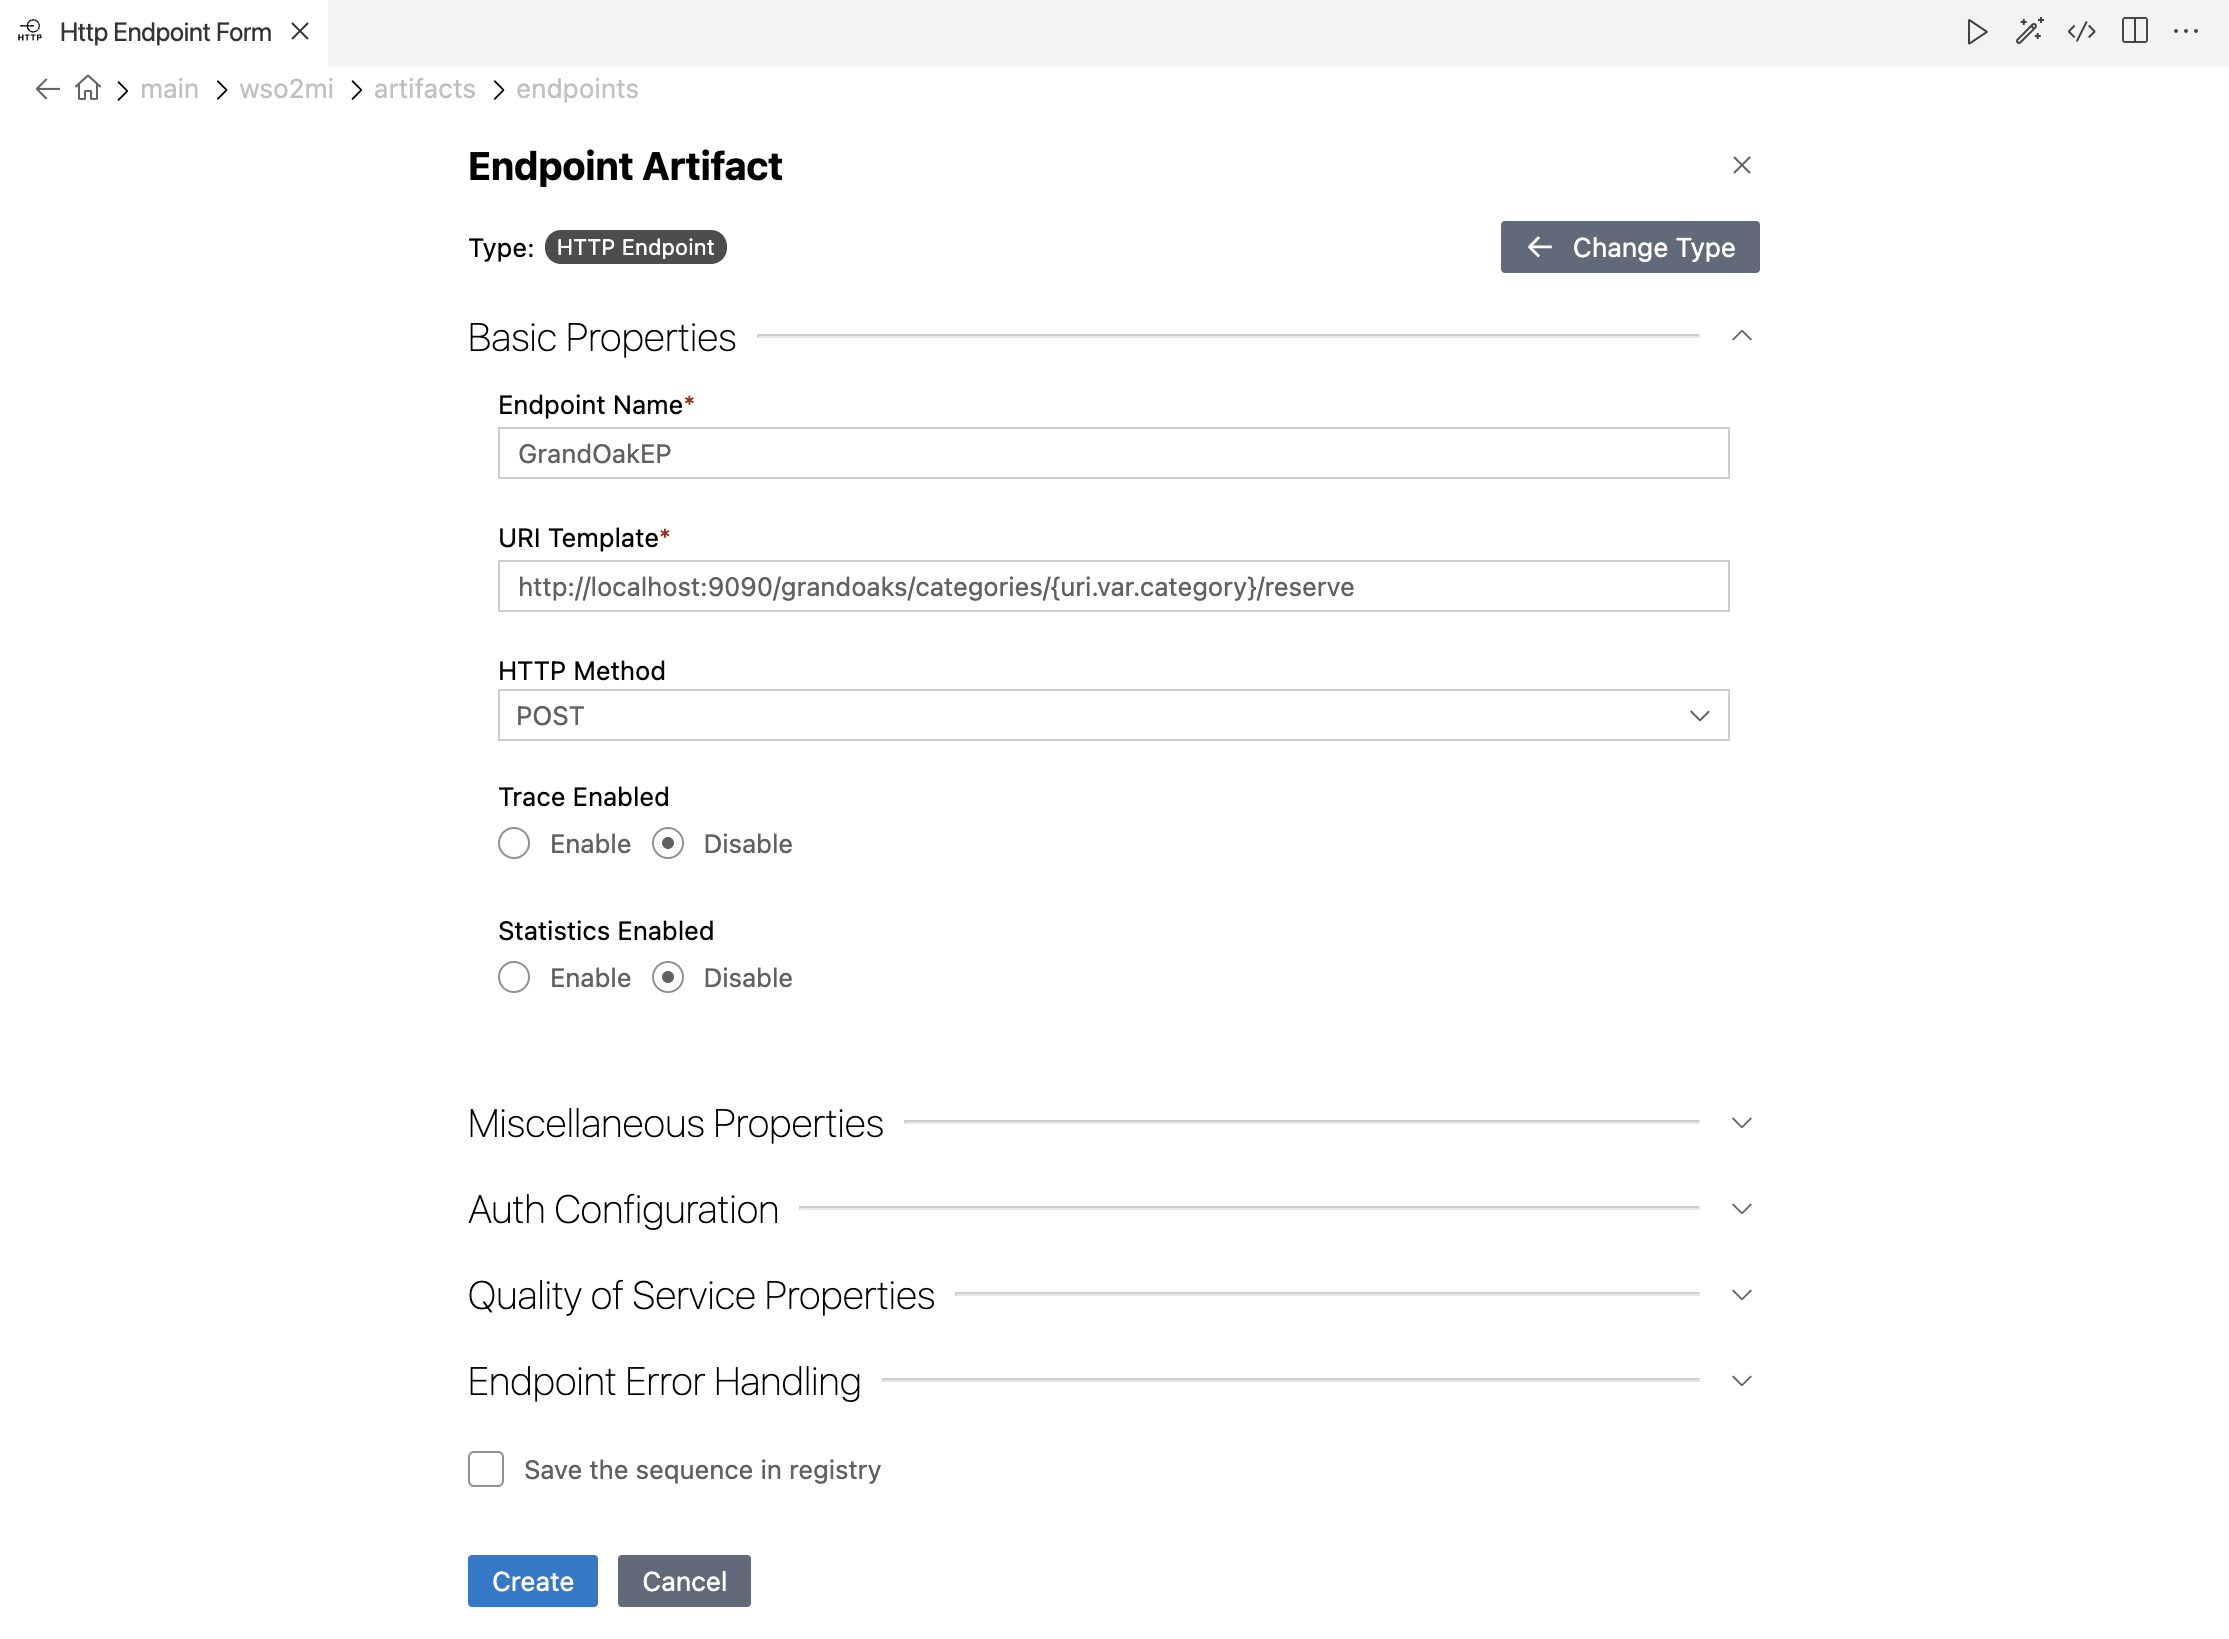 HTTP Http Endpoint Form
main wso2mi artifacts endpoints
Endpoint Artifact
Type: HTTP Endpoint
Change Type
Basic Properties
Endpoint Name*
GrandOakEP
URI Template*
http://localhost:9090/grandoaks/categories/{uri.var.category}/reserve
HTTP Method
POST
Trace Enabled
Enable Disable
Statistics Enabled
Enable Disable
Miscellaneous Properties
Auth Configuration
Quality of Service Properties
Endpoint Error Handling
Save the sequence in registry
Create Cancel